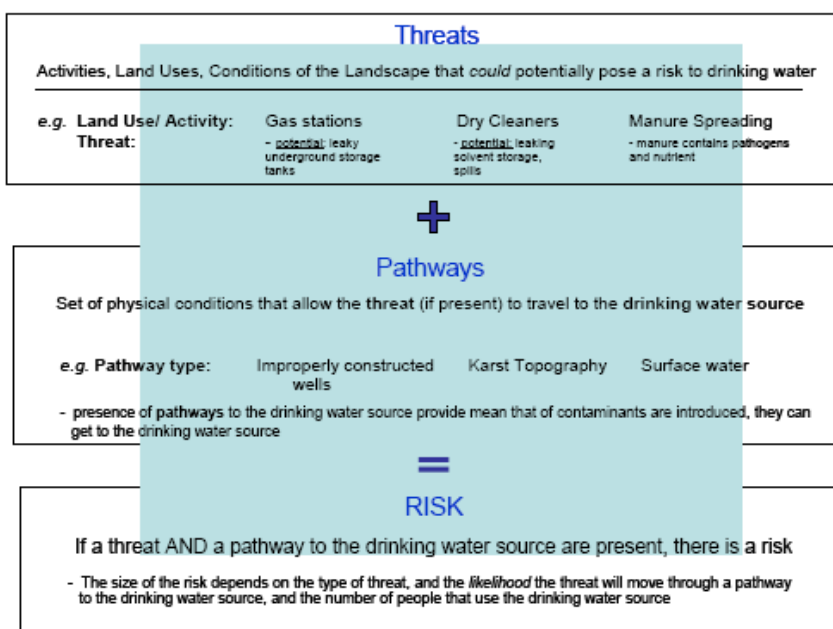 Threats
Activities, Land Uses, Conditions of the Landscape that could potentially pose a risk to drinking water
e.g. Land Use/ Activity: Gas stations Dry Cleaners Manure Spreading
Threat: - potential; leaky - potential: leaking - manure contains pathogens
underground storage solvent storage, and nutrient
tanks spills
+
Pathways
Set of physical conditions that allow the threat (if present) to travel to the drinking water source
e.g. Pathway type: Improperly constructed Karst Topography Surface water
wells
- presence of pathways to the drinking water source provide mean that of contaminants are introduced, they can
get to the drinking water source
=
RISK
If a threat AND a pathway to the drinking water source are present, there is a risk
- The size of the risk depends on the type of threat, and the likelihood the threat will move through a pathway
to the drinking water source, and the number of people that use the drinking water source